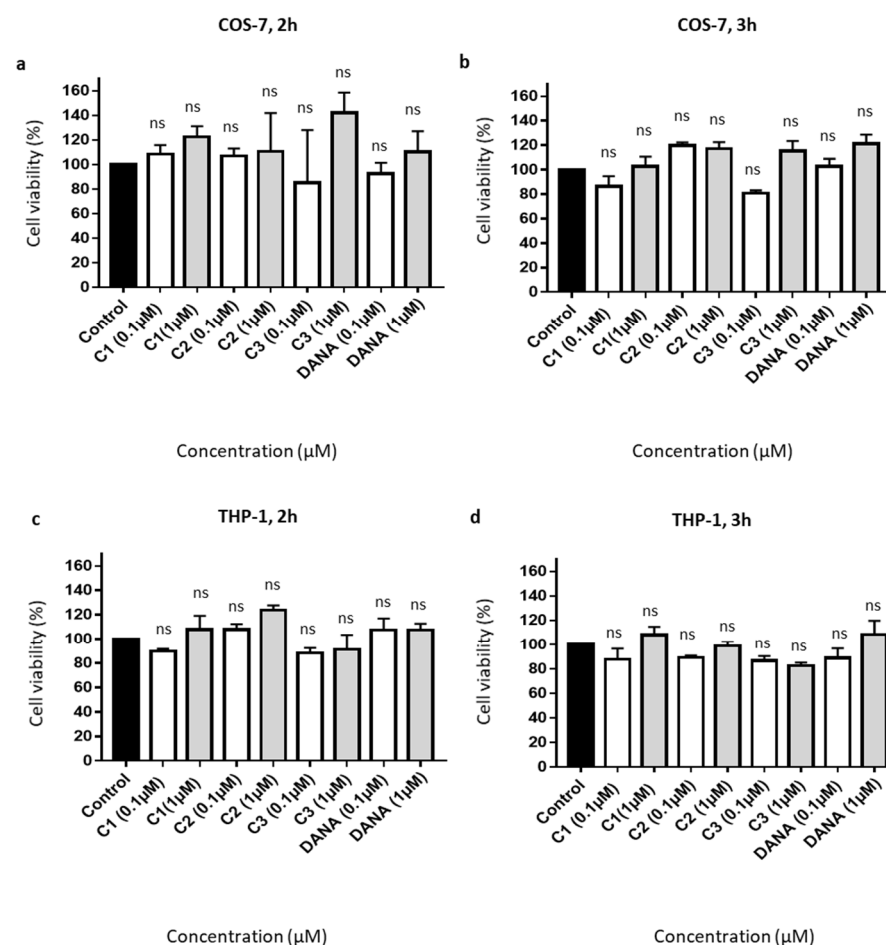 COS-7, 2h
a
Cell viability (%)
160
140
120
100
80
60
40
20
0
ns
ns
ns
ns
ns
ns
ns
ns
Control
C1 (0.1µM)
C1(1µM)
C2 (0.1µM)
C2 (1µM)
C3 (0.1µM)
C3 (1µM)
DANA (0.1µM)
DANA (1µM)
Concentration (µM)
COS-7, 3h
b
Cell viability (%)
160
140
120
100
80
60
40
20
0
ns
ns
ns
ns
ns
ns
ns
ns
Control
C1 (0.1µM)
C1(1µM)
C2 (0.1µM)
C2 (1µM)
C3 (0.1µM)
C3 (1µM)
DANA (0.1µM)
DANA (1µM)
Concentration (µM)
THP-1, 2h
c
Cell viability (%)
160
140
120
100
80
60
40
20
0
ns
ns
ns
ns
ns
ns
ns
ns
Control
C1 (0.1µM)
C1(1µM)
C2 (0.1µM)
C2 (1µM)
C3 (0.1µM)
C3 (1µM)
DANA (0.1µM)
DANA (1µM)
Concentration (µM)
THP-1, 3h
d
Cell viability (%)
160
140
120
100
80
60
40
20
0
ns
ns
ns
ns
ns
ns
ns
ns
Control
C1 (0.1µM)
C1(1µM)
C2 (0.1µM)
C2 (1µM)
C3 (0.1µM)
C3 (1µM)
DANA (0.1µM)
DANA (1µM)
Concentration (µM)